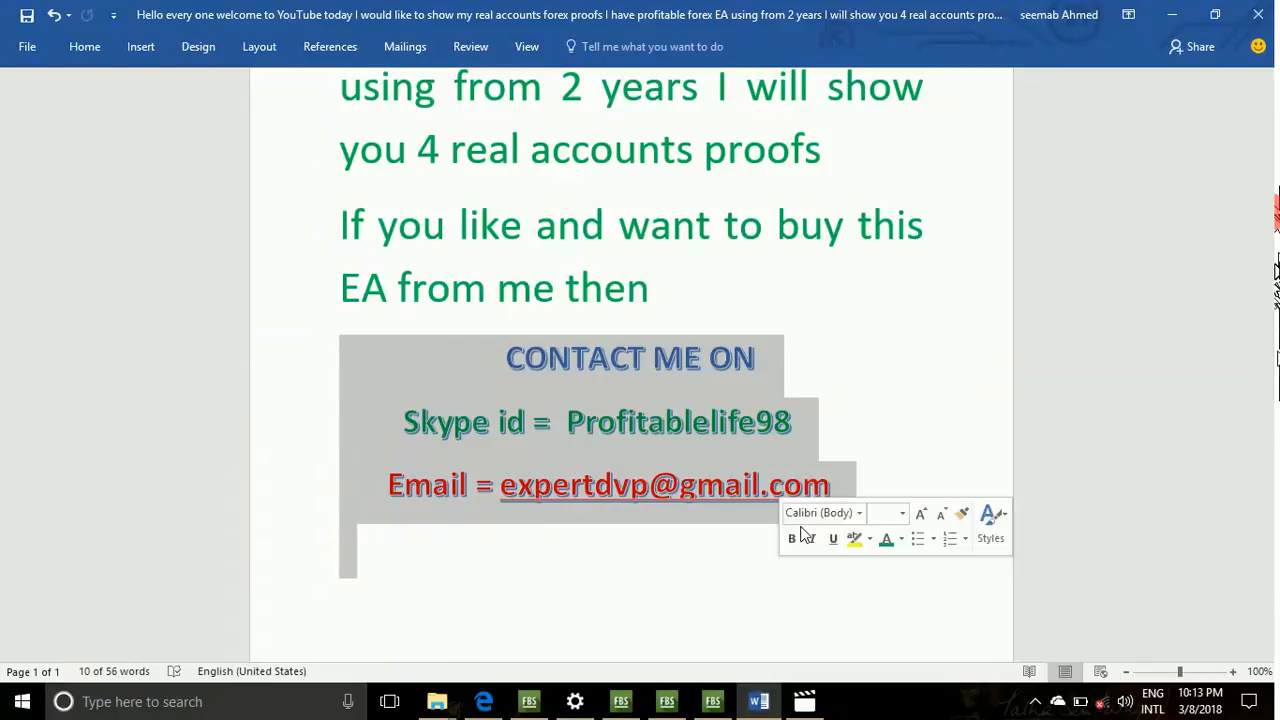 Hello every one welcome to YouTube today I would like to show my real accounts forex proofs I have profitable forex EA using from 2 years I will show you 4 real accounts pro...
seemab Ahmed
File Home Insert Design Layout References Mailings Review View Tell me what you want to do Share
using from 2 years I will show
you 4 real accounts proofs
If you like and want to buy this
EA from me then
CONTACT ME ON
Skype id = Profitablelife98
Email = expertdvp@gmail.com
Calibri (Body)
Styles
Page 1 of 1 10 of 56 words English (United States) 100%
Type here to search
FBS FBS FBS FBS
ENG 10:13 PM
INTL 3/8/2018